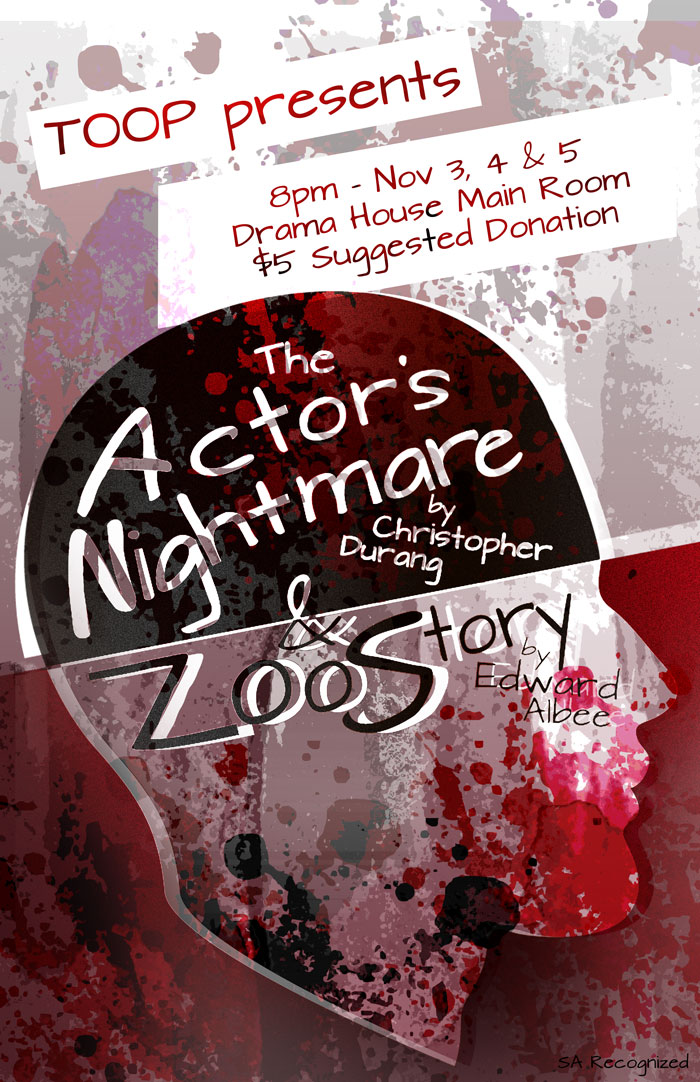 TOOP presents
8pm - Nov 3, 4 & 5
Drama House Main Room
$5 Suggested Donation
The
Actor's
Nightmare
by
Christopher
Durang
&
Zoo Story
by
Edward
Albee
SA Recognized